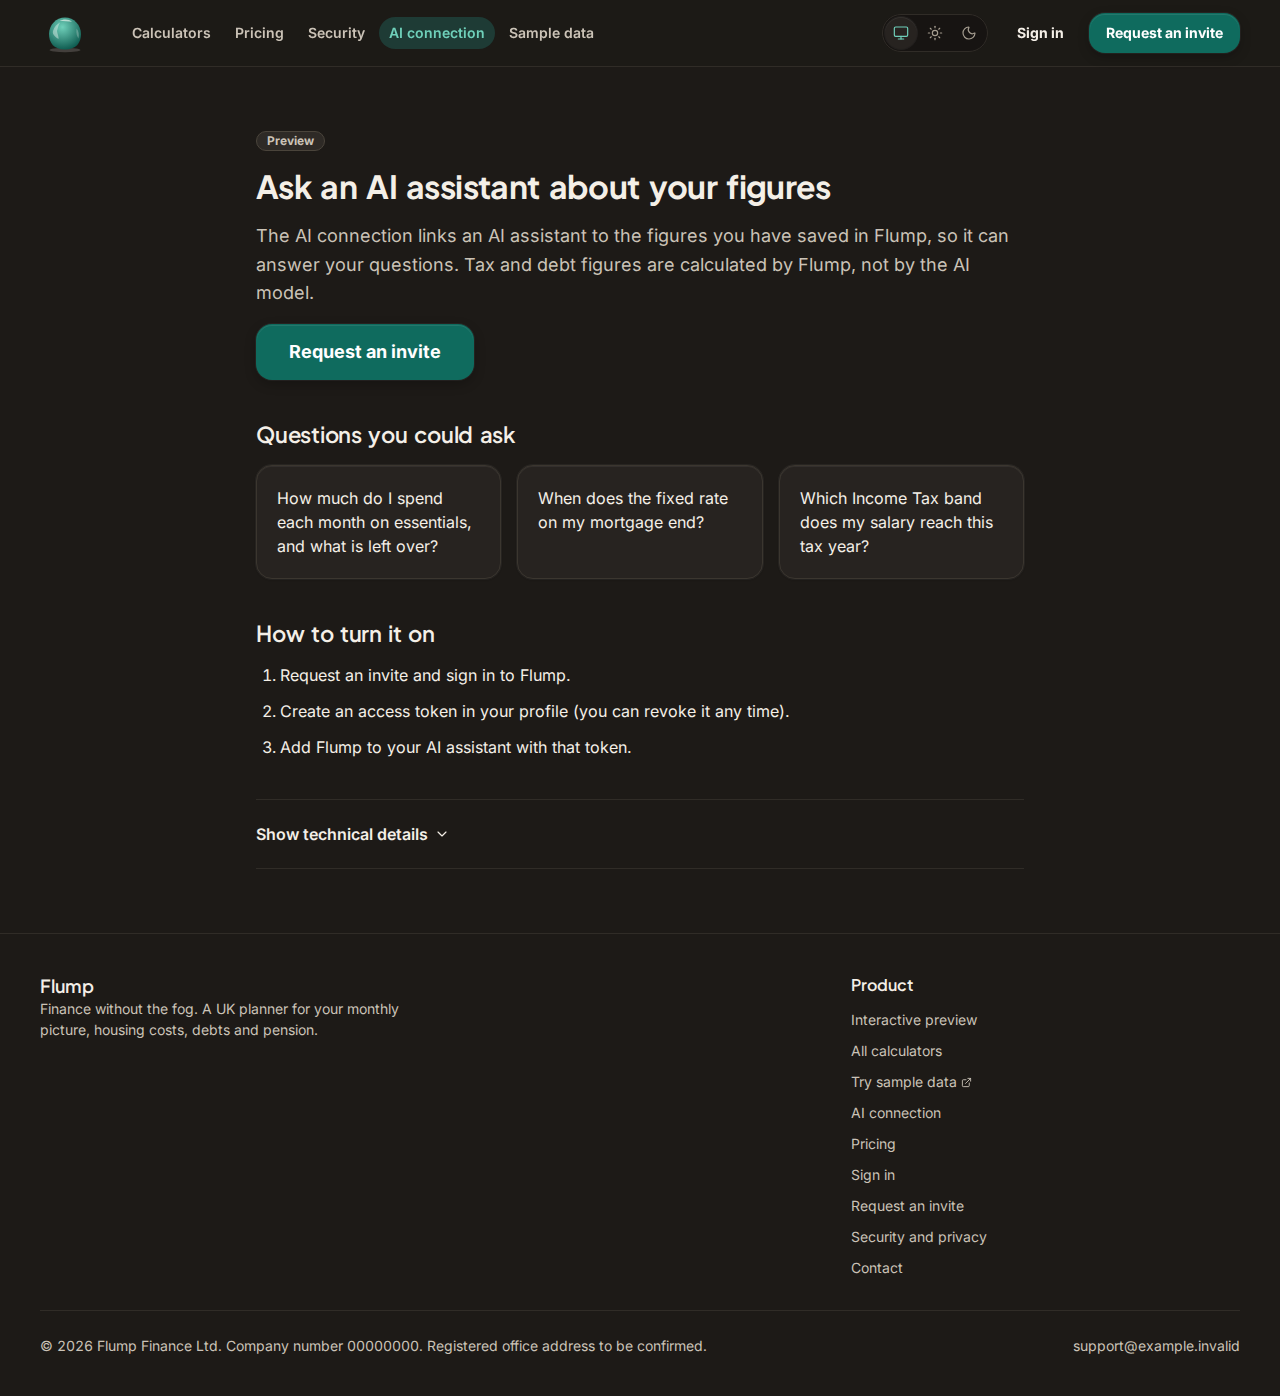 Calculators Pricing Security AI connection Sample data Sign in Request an invite
Preview
Ask an AI assistant about your figures
The AI connection links an AI assistant to the figures you have saved in Flump, so it can
answer your questions. Tax and debt figures are calculated by Flump, not by the AI
model.
Request an invite
Questions you could ask
How much do I spend
each month on essentials,
and what is left over?
When does the fixed rate
on my mortgage end?
Which Income Tax band
does my salary reach this
tax year?
How to turn it on
1. Request an invite and sign in to Flump.
2. Create an access token in your profile (you can revoke it any time).
3. Add Flump to your AI assistant with that token.
Show technical details
Flump
Finance without the fog. A UK planner for your monthly
picture, housing costs, debts and pension.
Product
Interactive preview
All calculators
Try sample data
AI connection
Pricing
Sign in
Request an invite
Security and privacy
Contact
© 2026 Flump Finance Ltd. Company number 00000000. Registered office address to be confirmed.
support@example.invalid